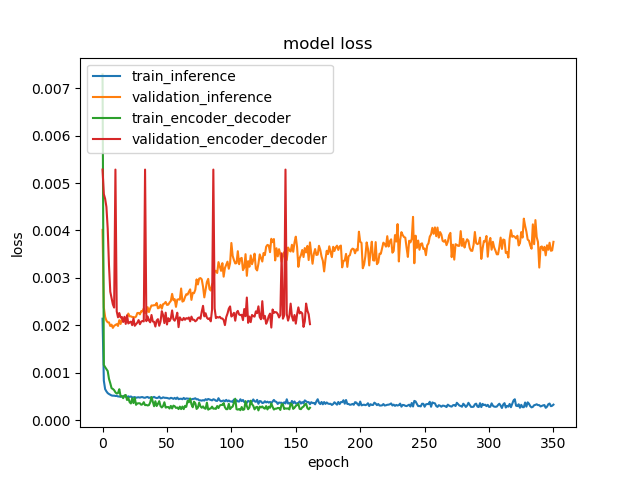 model loss
train_inference
validation_inference
train_encoder_decoder
validation_encoder_decoder
0.007
0.006
0.005
0.004
0.003
0.002
0.001
0.000
loss
0 50 100 150 200 250 300 350
epoch